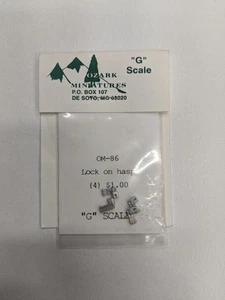 "G"
Scale
OZARK
MINIATURES
P.O. BOX 107
DE SOTO, MO 63020
OM-86
Lock on hasp
(4) $1.00
"G" SCALE